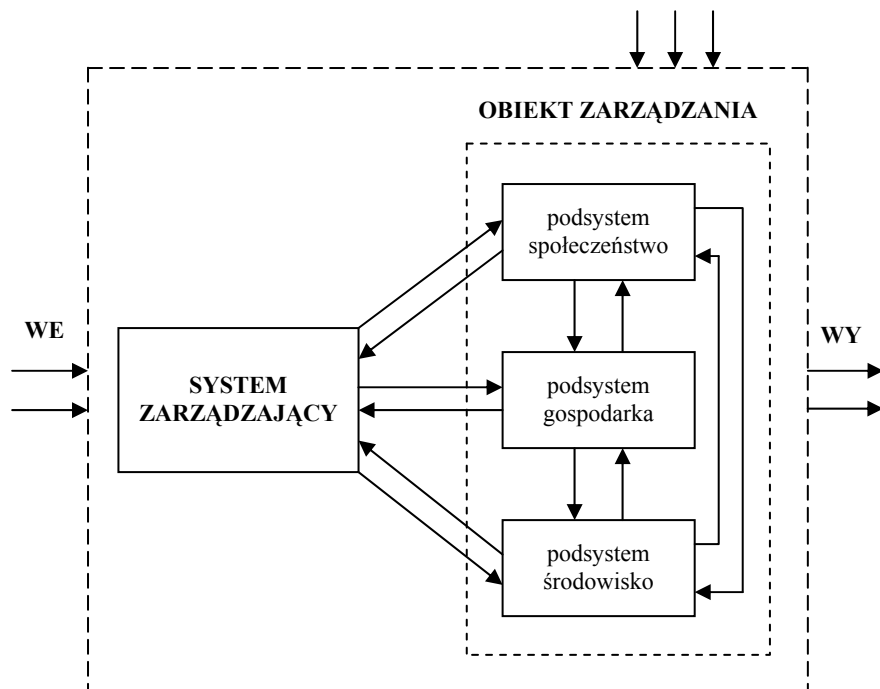 OBIEKT ZARZĄDZANIA
podsystem
społeczeństwo
WE
SYSTEM
ZARZĄDZAJĄCY
podsystem
gospodarka
WY
podsystem
środowisko